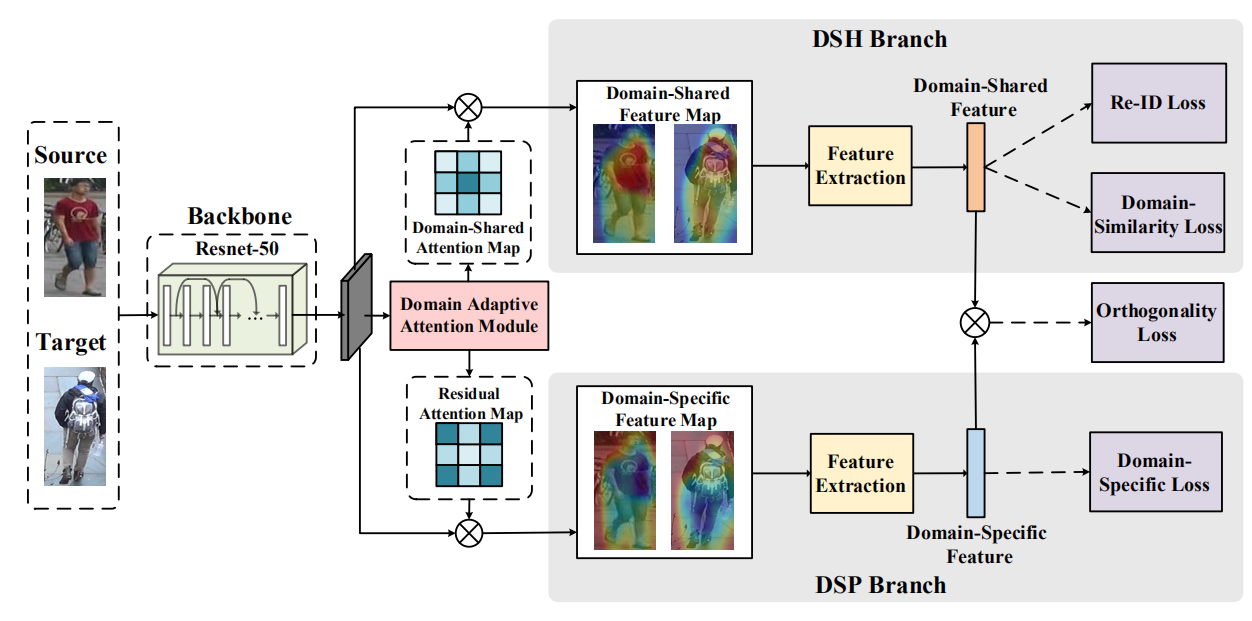 Source
Target
Backbone
Resnet-50
Domain-Shared
Attention Map
Domain Adaptive
Attention Module
Residual
Attention Map
DSH Branch
Domain-Shared
Feature Map
Feature
Extraction
Domain-Shared
Feature
Re-ID Loss
Domain-
Similarity Loss
Orthogonality
Loss
Domain-Specific
Feature Map
Feature
Extraction
Domain-Specific
Feature
Domain-
Specific Loss
DSP Branch